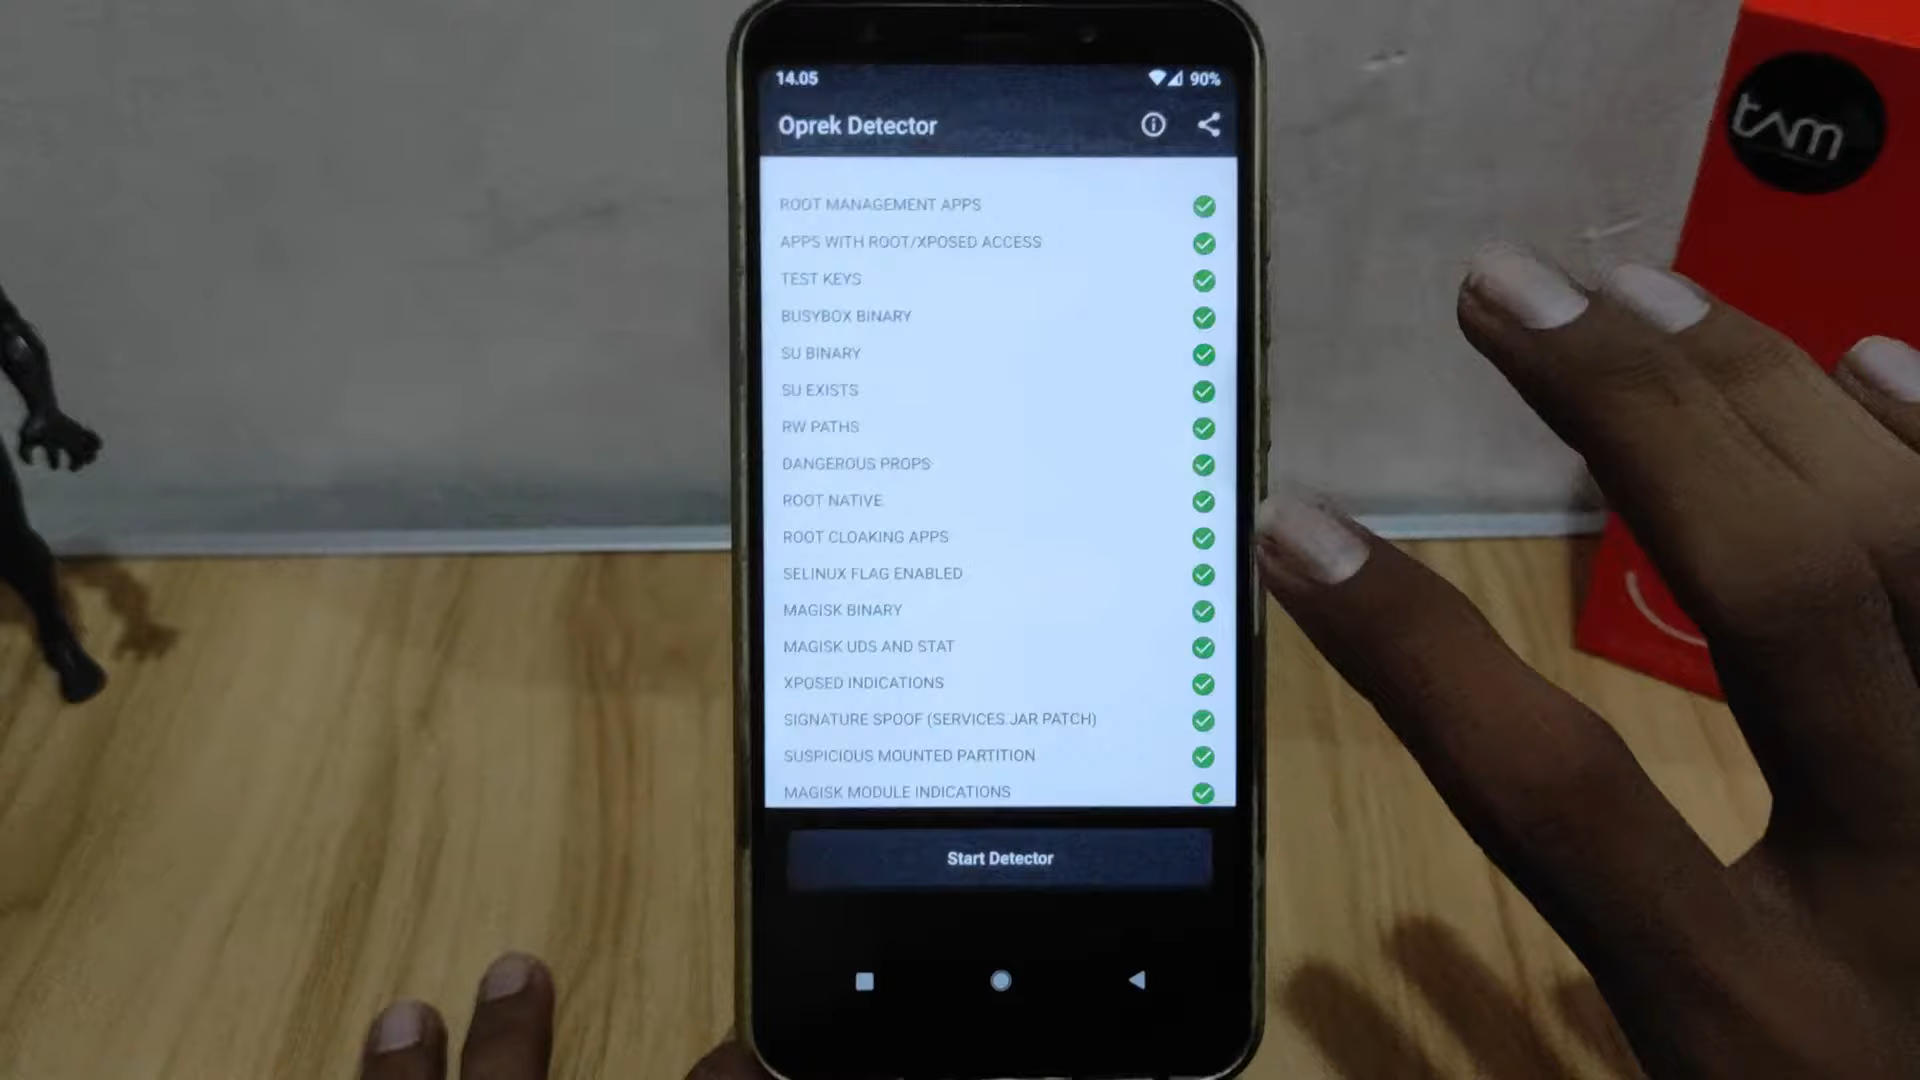 14.05
90%
Oprek Detector
ROOT MANAGEMENT APPS
APPS WITH ROOT/XPOSED ACCESS
TEST KEYS
BUSYBOX BINARY
SU BINARY
SU EXISTS
RW PATHS
DANGEROUS PROPS
ROOT NATIVE
ROOT CLOAKING APPS
SELINUX FLAG ENABLED
MAGISK BINARY
MAGISK UDS AND STAT
XPOSED INDICATIONS
SIGNATURE SPOOF (SERVICES.JAR PATCH)
SUSPICIOUS MOUNTED PARTITION
MAGISK MODULE INDICATIONS
Start Detector
tam